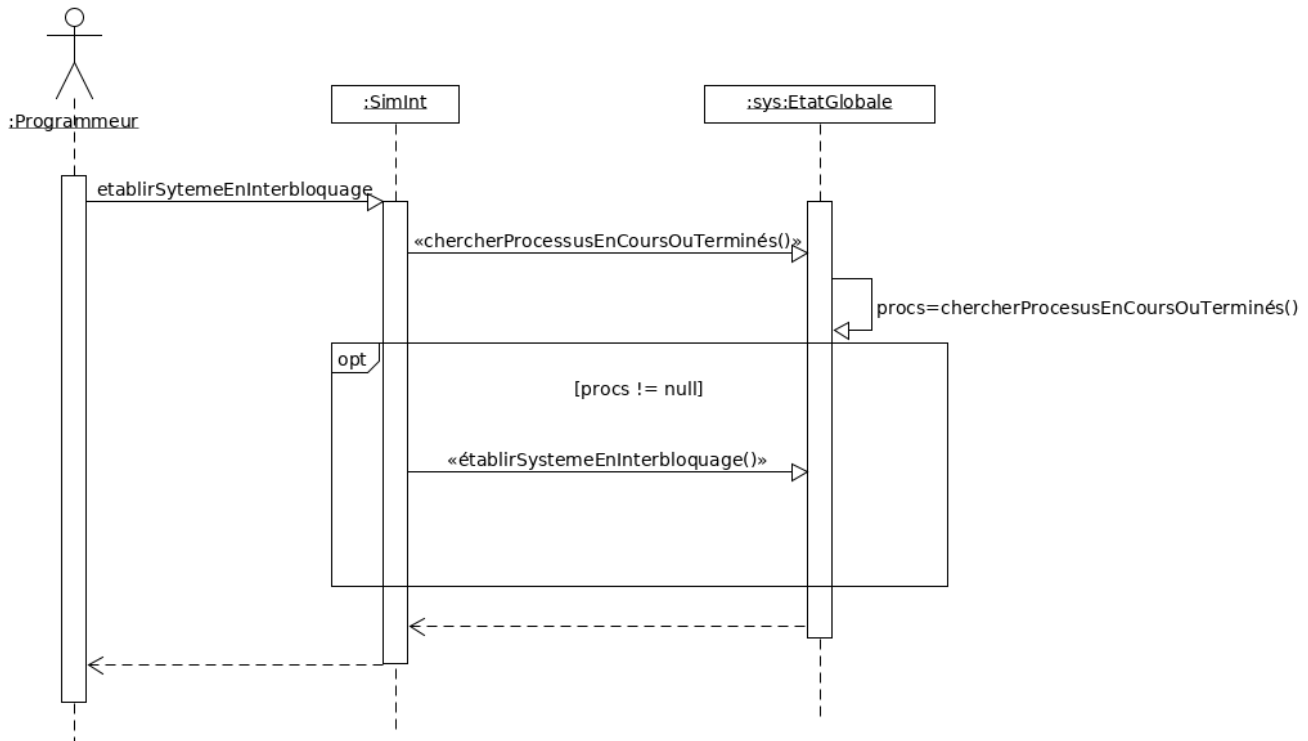 :SimInt
:sys:EtatGlobale
:Programmeur
etablirSytemeEnInterbloquage
«chercherProcessusEnCoursOuTerminés()»
procs=chercherProcesusEnCoursOuTerminés()
opt
[procs != null]
«établirSystemeEnInterbloquage()»